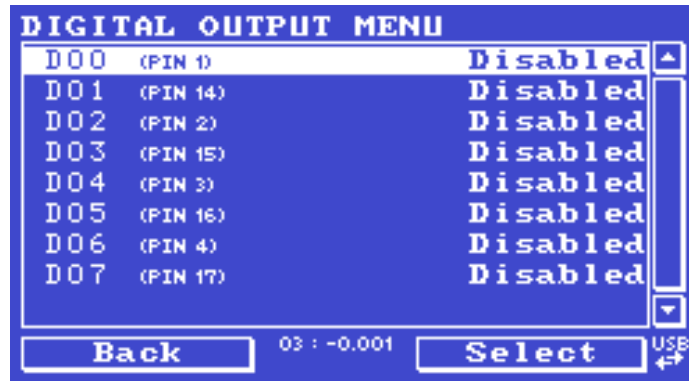 DIGITAL OUTPUT MENU
DO0 (PIN 1) Disabled
DO1 (PIN 14) Disabled
DO2 (PIN 2) Disabled
DO3 (PIN 15) Disabled
DO4 (PIN 3) Disabled
DO5 (PIN 16) Disabled
DO6 (PIN 4) Disabled
DO7 (PIN 17) Disabled
Back 03 : -0.001 Select USB